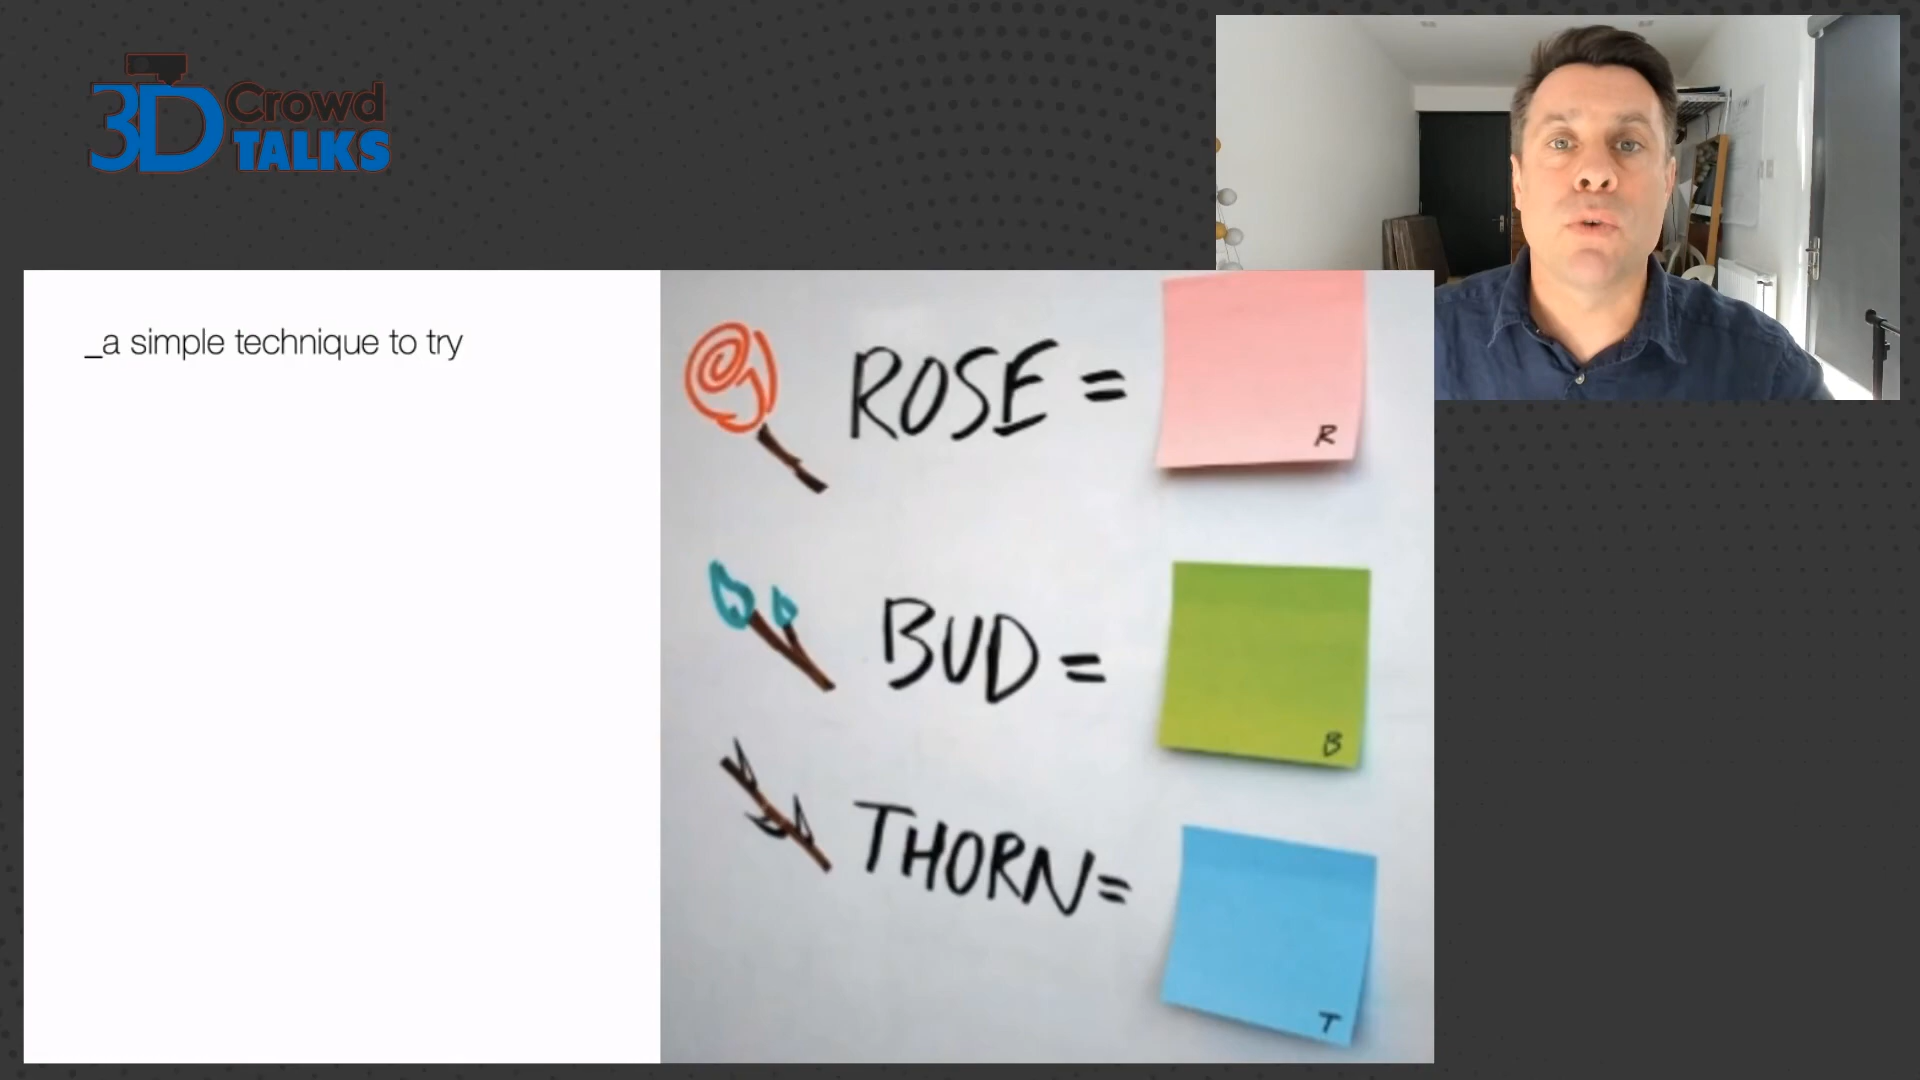 3D Crowd
TALKS
_a simple technique to try
ROSE =
R
BUD =
B
THORN=
T